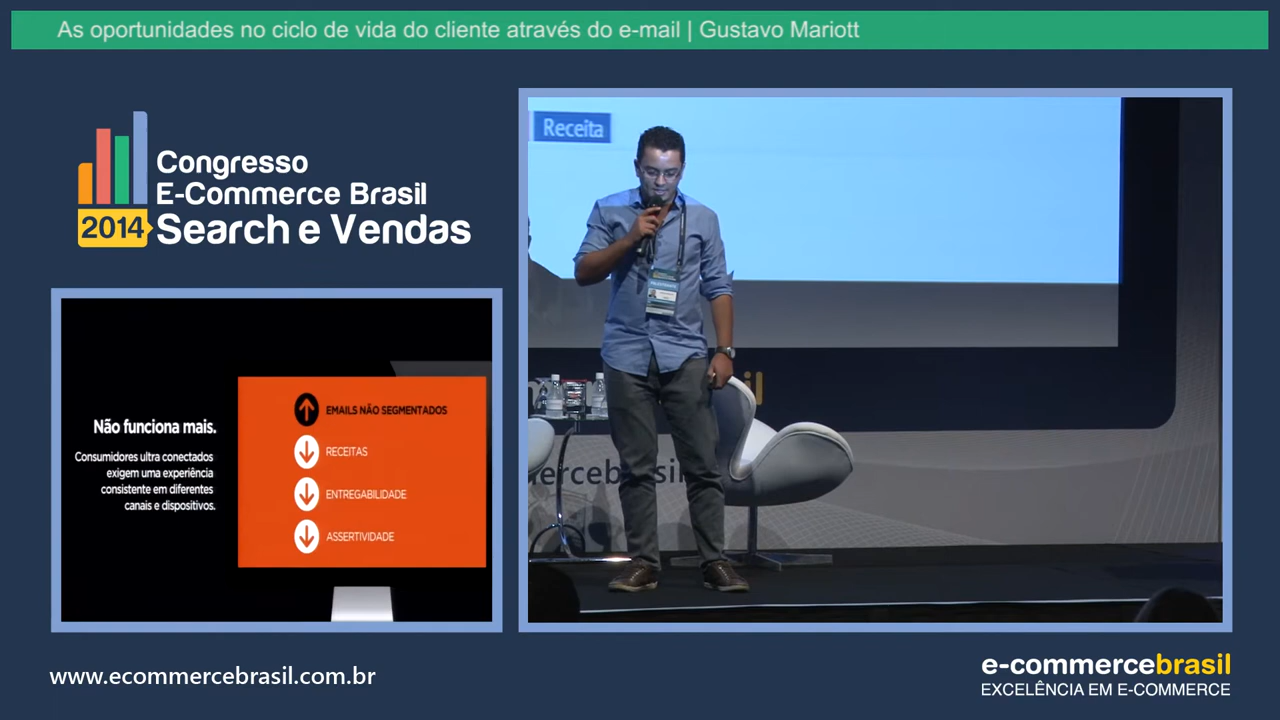 As oportunidades no ciclo de vida do cliente através do e-mail | Gustavo Mariott
Congresso
E-Commerce Brasil
2014 Search e Vendas
Receita
Não funciona mais.
Consumidores ultra conectados
exigem uma experiência
consistente em diferentes
canais e dispositivos.
EMAILS NÃO SEGMENTADOS
RECEITAS
ENTREGABILIDADE
ASSERTIVIDADE
ercebrasil
www.ecommercebrasil.com.br
e-commercebrasil
EXCELÊNCIA EM E-COMMERCE